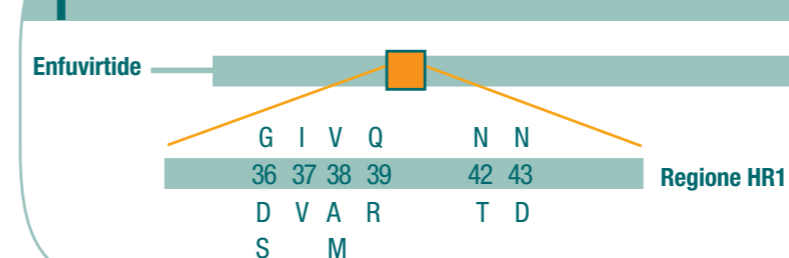 Enfuvirtide
G I V Q N N
36 37 38 39 42 43
Regione HR1
D V A R T D
S M